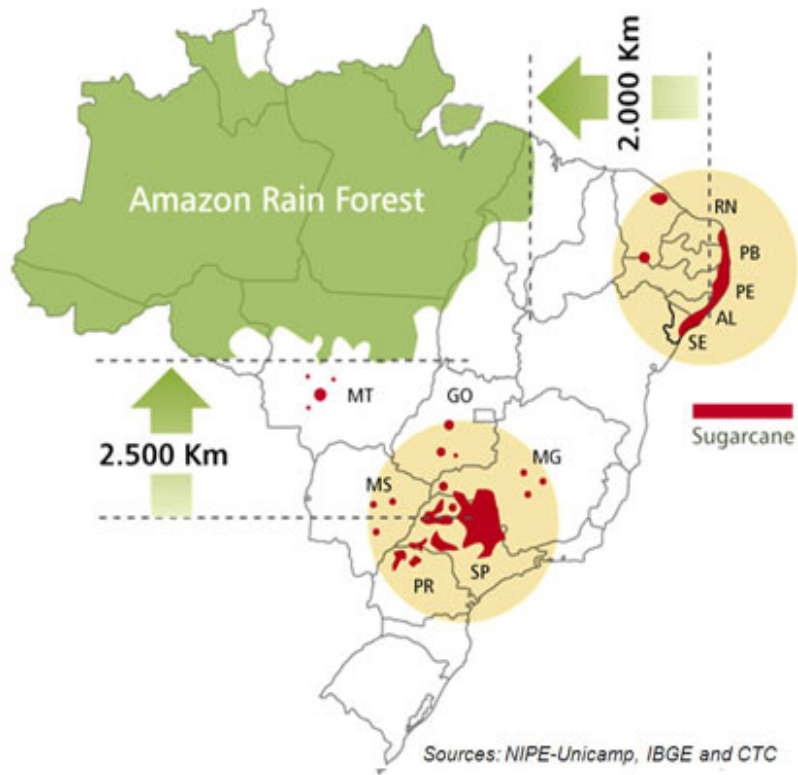 2.000 Km
Amazon Rain Forest
RN
PB
PE
AL
SE
MT
GO
2.500 Km
MS
MG
Sugarcane
SP
PR
Sources: NIPE-Unicamp, IBGE and CTC